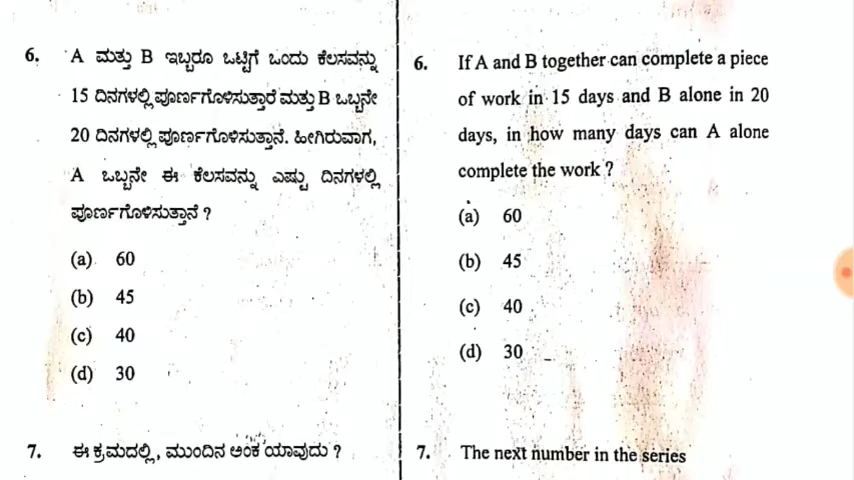 6. A ಮತ್ತು B ಇಬ್ಬರೂ ಒಟ್ಟಿಗೆ ಒಂದು ಕೆಲಸವನ್ನು
15 ದಿನಗಳಲ್ಲಿ ಪೂರ್ಣಗೊಳಿಸುತ್ತಾರೆ ಮತ್ತು B ಒಬ್ಬನೇ
20 ದಿನಗಳಲ್ಲಿ ಪೂರ್ಣಗೊಳಿಸುತ್ತಾನೆ. ಹೀಗಿರುವಾಗ,
A ಒಬ್ಬನೇ ಈ ಕೆಲಸವನ್ನು ಎಷ್ಟು ದಿನಗಳಲ್ಲಿ
ಪೂರ್ಣಗೊಳಿಸುತ್ತಾನೆ ?
(a) 60
(b) 45
(c) 40
(d) 30
7. ಈ ಕ್ರಮದಲ್ಲಿ, ಮುಂದಿನ ಅಂಕ ಯಾವುದು ?
6. If A and B together can complete a piece
of work in 15 days and B alone in 20
days, in how many days can A alone
complete the work ?
(a) 60
(b) 45
(c) 40
(d) 30
7. The next number in the series